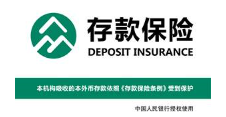 存款保险
DEPOSIT INSURANCE
本机构吸收的本外币存款依照《存款保险条例》受到保护
中国人民银行授权使用